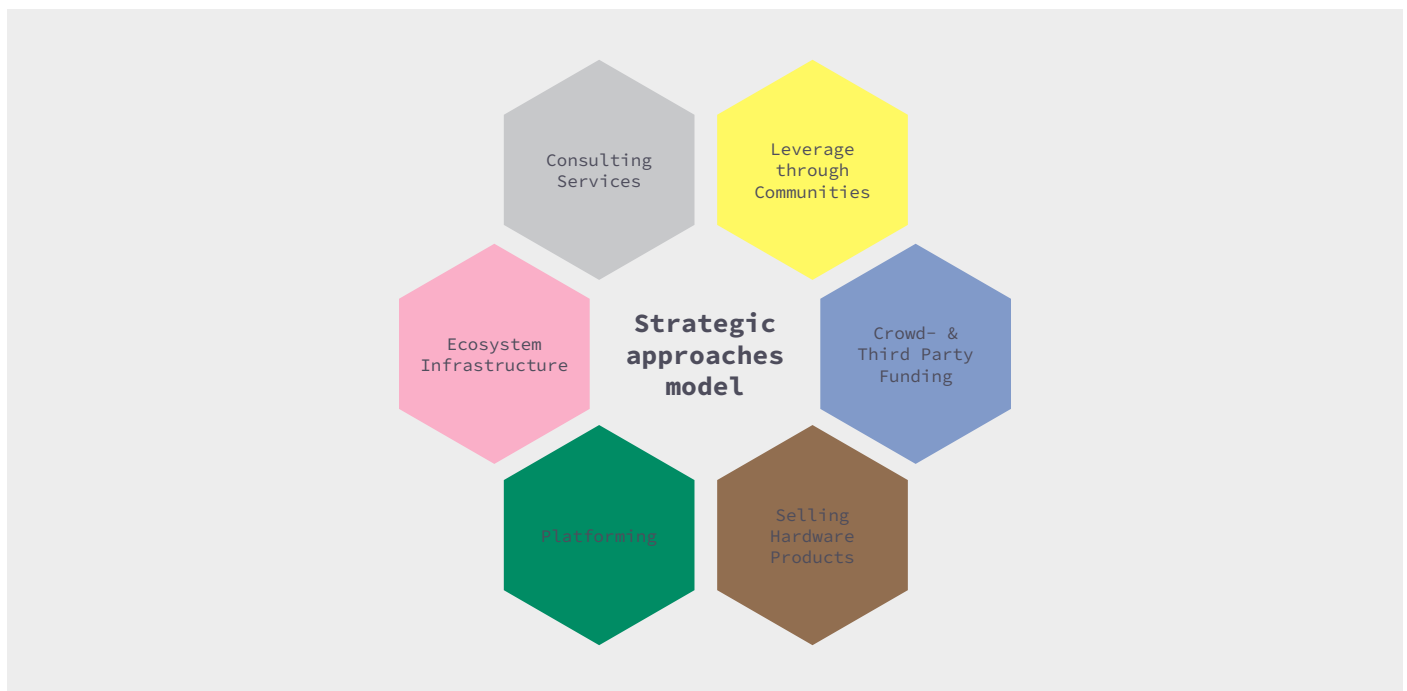 Consulting
Services
Leverage
through
Communities
Ecosystem
Infrastructure
Strategic
approaches
model
Crowd- &
Third Party
Funding
Platforming
Selling
Hardware
Products